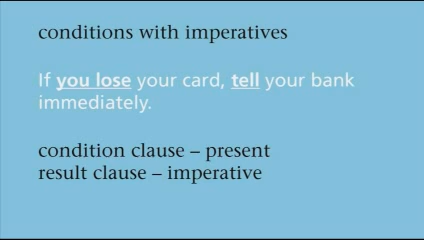 conditions with imperatives
If you lose your card, tell your bank
immediately.
condition clause – present
result clause – imperative